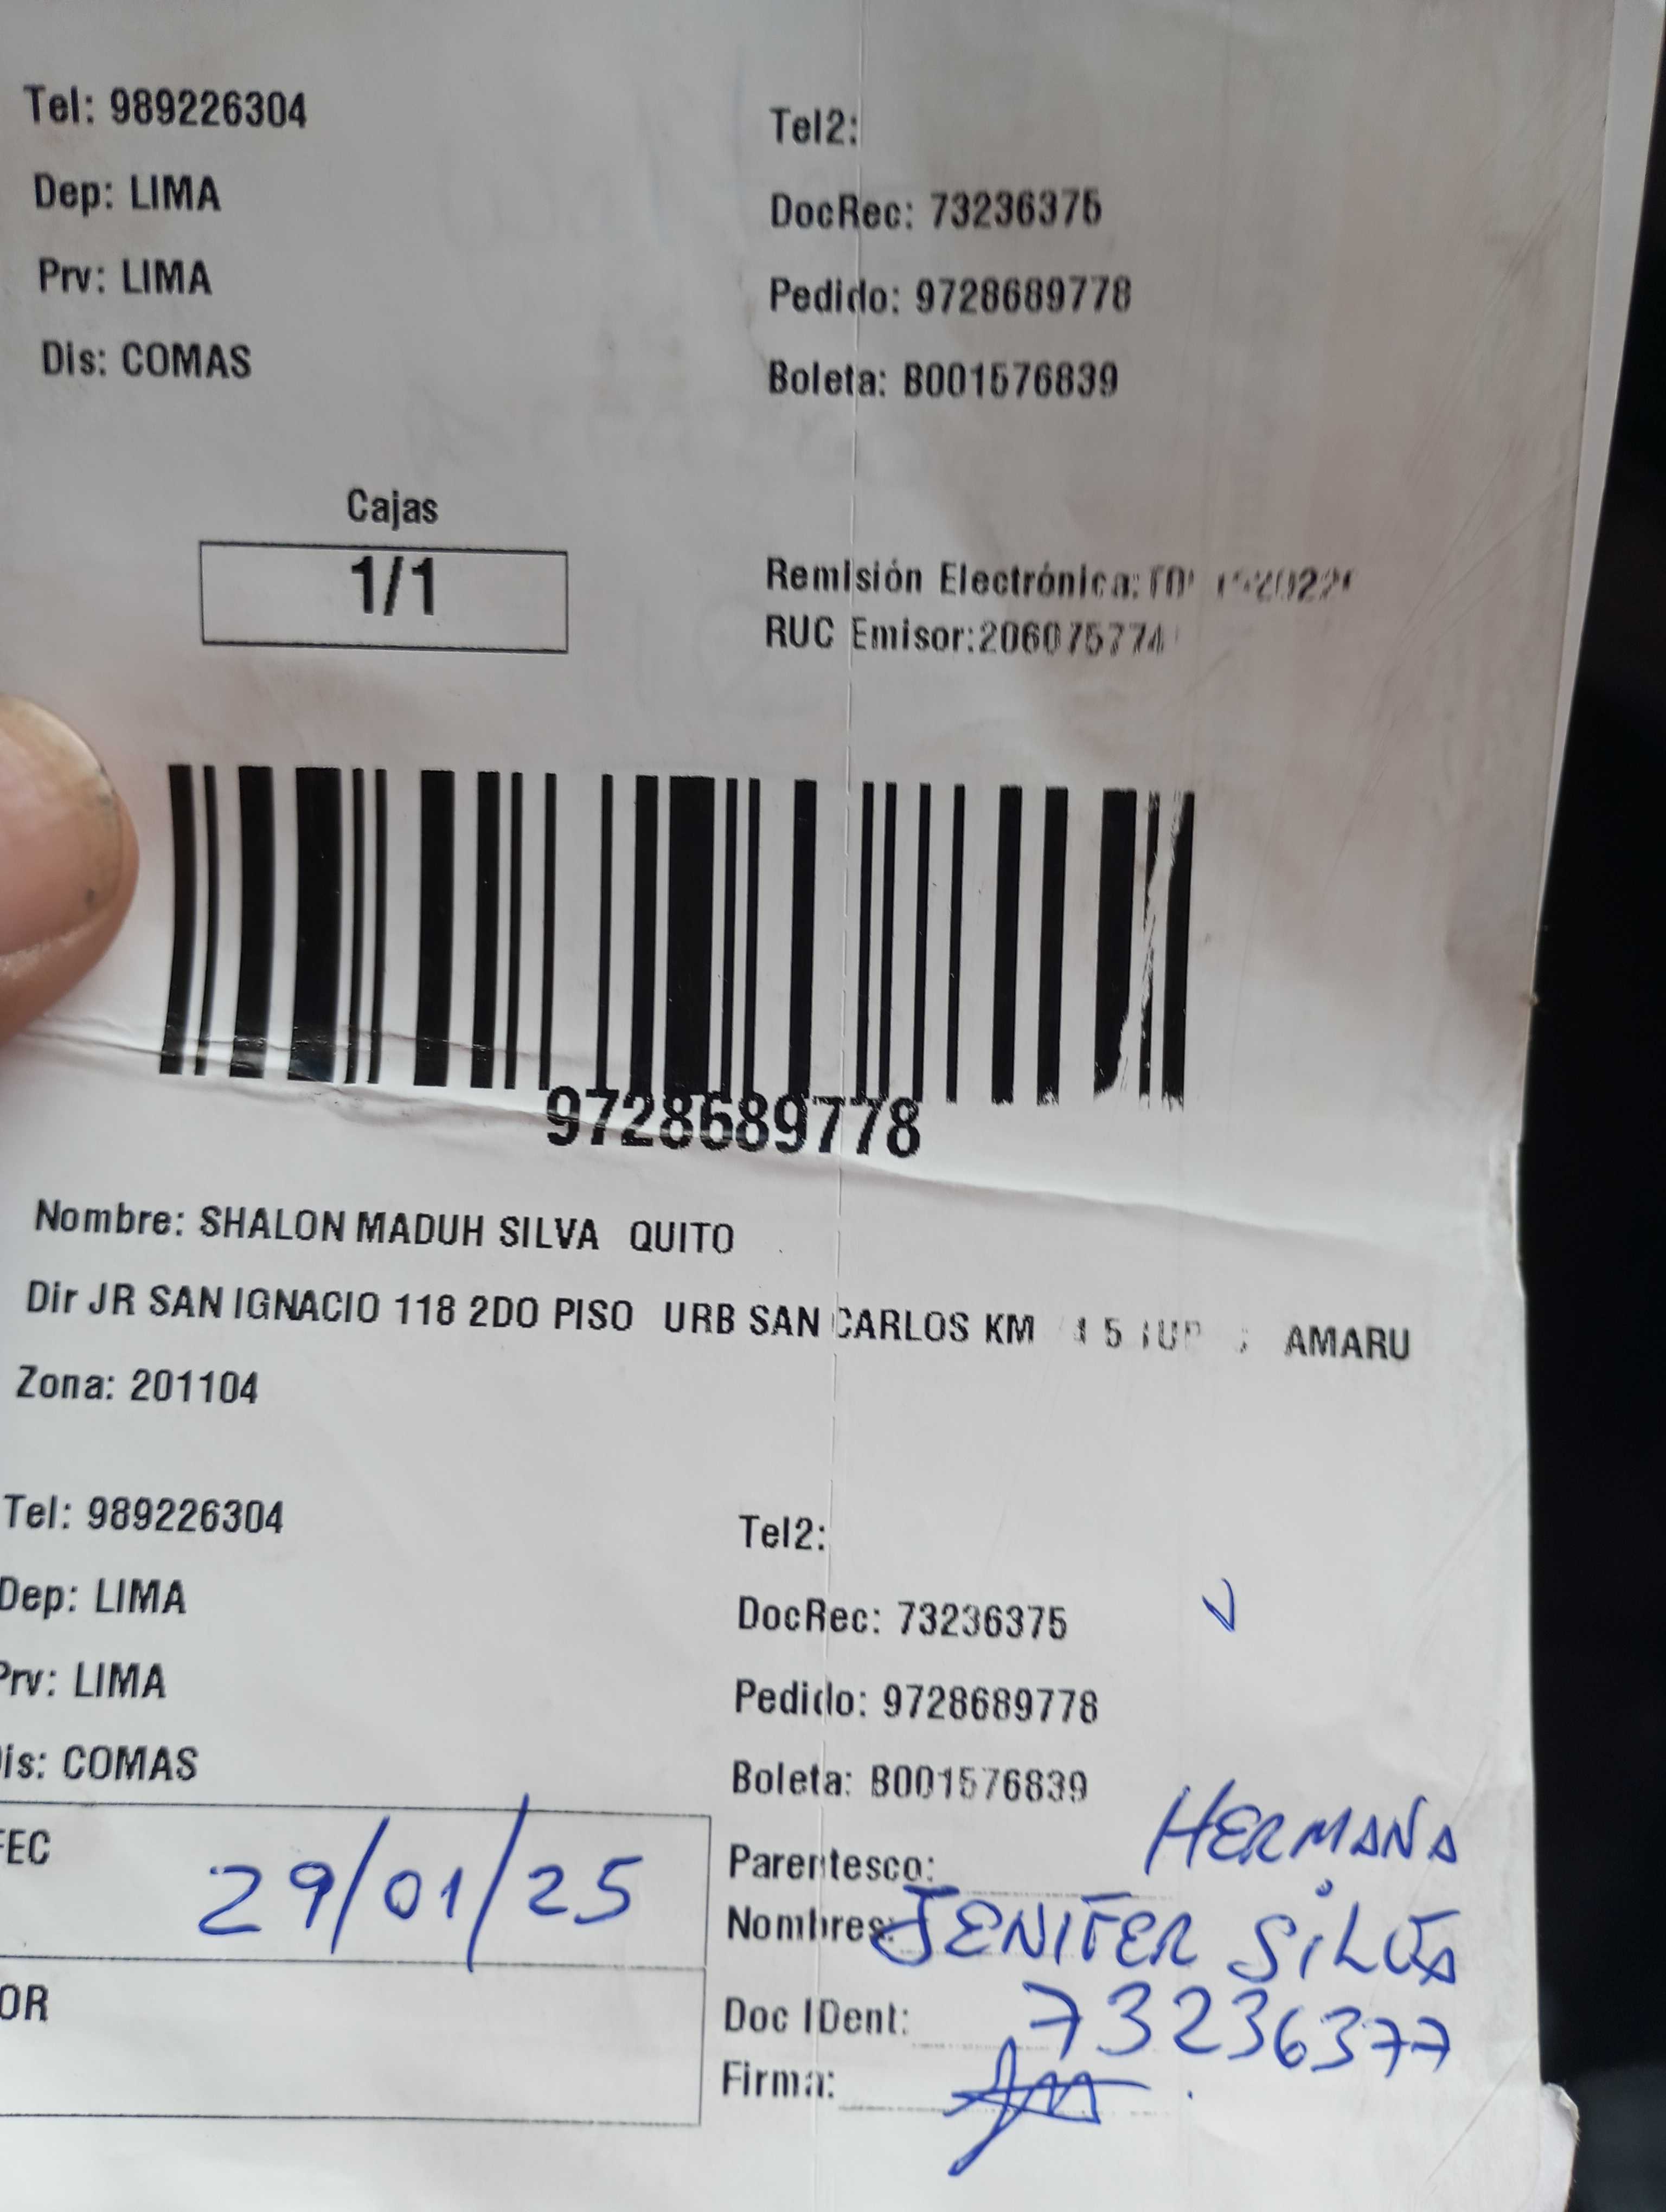 Tel: 989226304
Tel2:
Dep: LIMA
DocRec: 73236375
Prv: LIMA
Pedido: 9728689778
Dis: COMAS
Boleta: B001576839
Cajas
1/1
Remisión Electrónica:
RUC Emisor:
9728689778
Nombre: SHALON MADUH SILVA QUITO
Dir JR SAN IGNACIO 118 2DO PISO URB SAN CARLOS KM AMARU
Zona: 201104
Tel: 989226304
Tel2:
Dep: LIMA
DocRec: 73236375
Prv: LIMA
Pedido: 9728689778
Dis: COMAS
Boleta: B001576839
FEC 29/01/25
Parentesco: HERMANA
Nombres: JENIFER SILVA
OR
Doc IDent: 73236377
Firma: